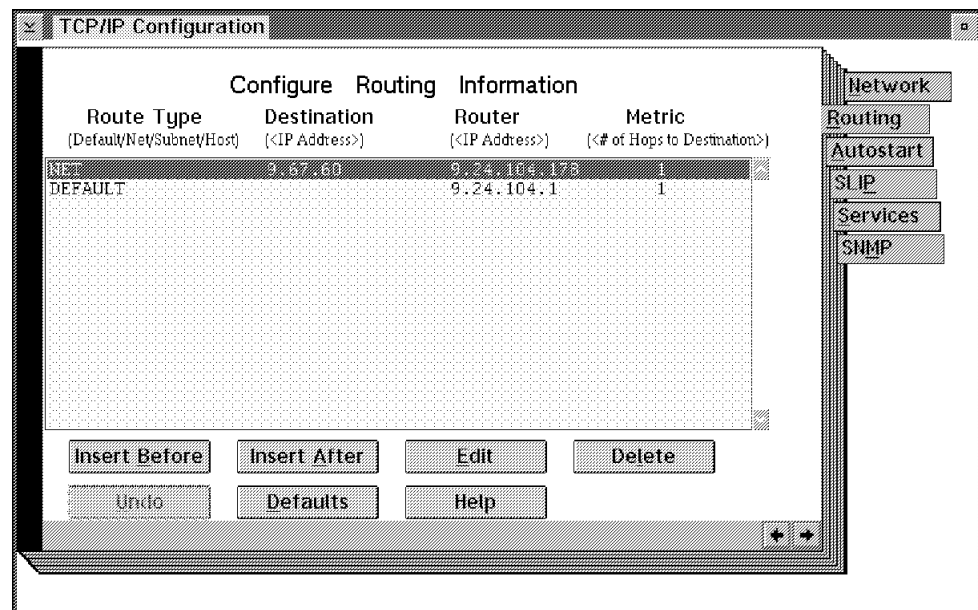 TCP/IP Configuration
Configure Routing Information
Route Type Destination Router Metric
(Default/Net/Subnet/Host) (<IP Address>) (<IP Address>) (<# of Hops to Destination>)
NET 9.67.60 9.24.104.178 1
DEFAULT 9.24.104.1 1
Insert Before Insert After Edit Delete
Undo Defaults Help
Network
Routing
Autostart
SLIP
Services
SNMP